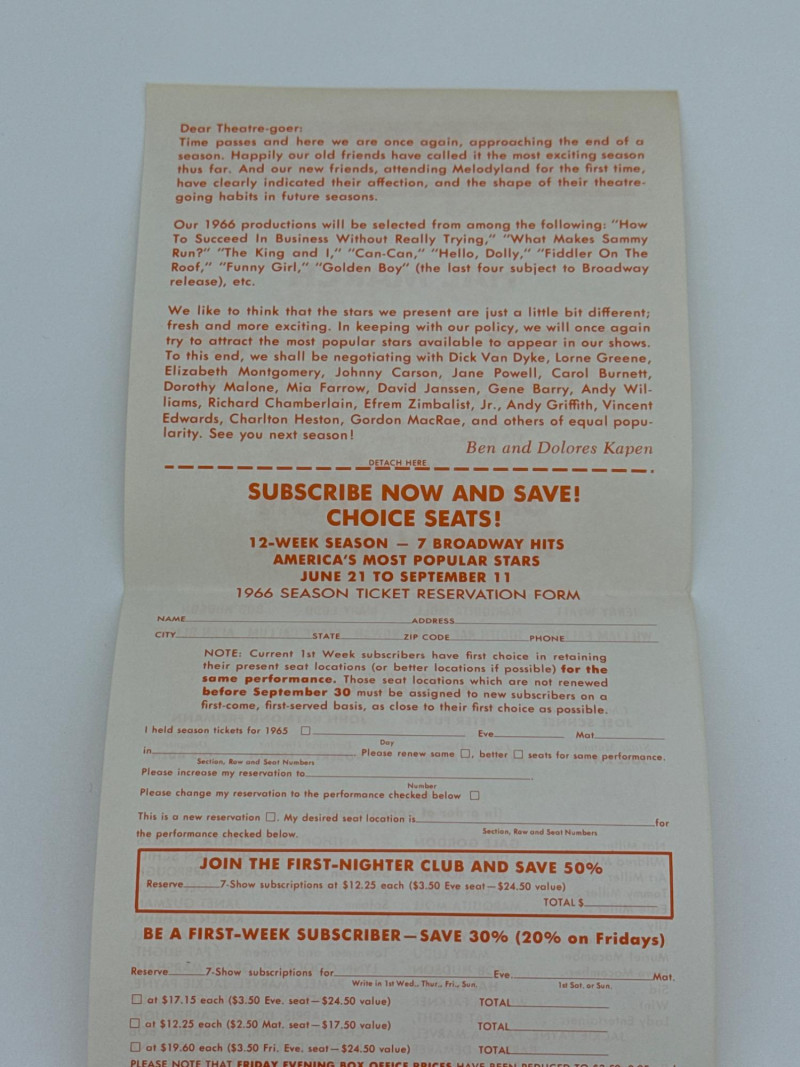 Dear Theatre-goer:
Time passes and here we are once again, approaching the end of a
season. Happily our old friends have called it the most exciting season
thus far. And our new friends, attending Melodyland for the first time,
have clearly indicated their affection, and the shape of their theatre-
going habits in future seasons.
Our 1966 productions will be selected from among the following: "How
To Succeed In Business Without Really Trying," "What Makes Sammy
Run?" "The King and I," "Can-Can," "Hello, Dolly," "Fiddler On The
Roof," "Funny Girl," "Golden Boy" (the last four subject to Broadway
release), etc.
We like to think that the stars we present are just a little bit different;
fresh and more exciting. In keeping with our policy, we will once again
try to attract the most popular stars available to appear in our shows.
To this end, we shall be negotiating with Dick Van Dyke, Lorne Greene,
Elizabeth Montgomery, Johnny Carson, Jane Powell, Carol Burnett,
Dorothy Malone, Mia Farrow, David Janssen, Gene Barry, Andy Wil-
liams, Richard Chamberlain, Efrem Zimbalist, Jr., Andy Griffith, Vincent
Edwards, Charlton Heston, Gordon MacRae, and others of equal popu-
larity. See you next season!
Ben and Dolores Kapen
DETACH HERE
SUBSCRIBE NOW AND SAVE!
CHOICE SEATS!
12-WEEK SEASON — 7 BROADWAY HITS
AMERICA'S MOST POPULAR STARS
JUNE 21 TO SEPTEMBER 11
1966 SEASON TICKET RESERVATION FORM
NAME ADDRESS
CITY STATE ZIP CODE PHONE
NOTE: Current 1st Week subscribers have first choice in retaining
their present seat locations (or better locations if possible) for the
same performance. Those seat locations which are not renewed
before September 30 must be assigned to new subscribers on a
first-come, first-served basis, as close to their first choice as possible.
I held season tickets for 1965 ☐ Eve. Mat.
Day
in Please renew same ☐, better ☐ seats for same performance.
Section, Row and Seat Numbers
Please increase my reservation to
Number
Please change my reservation to the performance checked below ☐
This is a new reservation ☐. My desired seat location is for
Section, Row and Seat Numbers
the performance checked below.
JOIN THE FIRST-NIGHTER CLUB AND SAVE 50%
Reserve 7-Show subscriptions at $12.25 each ($3.50 Eve seat—$24.50 value)
TOTAL $
BE A FIRST-WEEK SUBSCRIBER—SAVE 30% (20% on Fridays)
Reserve 7-Show subscriptions for Eve. Mat.
Write in 1st Wed., Thur., Fri., Sun. 1st Sat. or Sun.
☐ at $17.15 each ($3.50 Eve. seat—$24.50 value) TOTAL
☐ at $12.25 each ($2.50 Mat. seat—$17.50 value) TOTAL
☐ at $19.60 each ($3.50 Fri. Eve. seat—$24.50 value) TOTAL
PLEASE NOTE THAT FRIDAY EVENING BOX OFFICE PRICES HAVE BEEN REDUCED TO